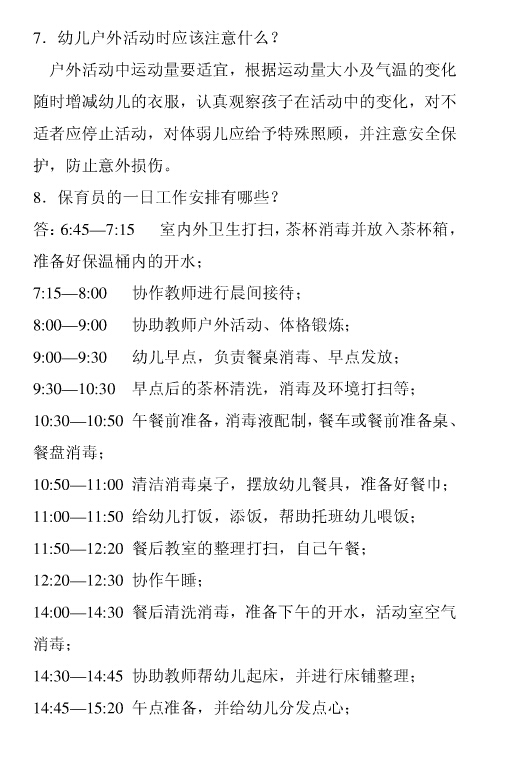 7. 幼儿户外活动时应该注意什么?
户外活动中运动量要适宜，根据运动量大小及气温的变化
随时增减幼儿的衣服，认真观察孩子在活动中的变化，对不
适者应停止活动，对体弱儿应给予特殊照顾，并注意安全保
护，防止意外损伤。
8. 保育员的一日工作安排有哪些?
答: 6:45—7:15 室内外卫生打扫，茶杯消毒并放入茶杯箱，
准备好保温桶内的开水；
7:15—8:00 协作教师进行晨间接待；
8:00—9:00 协助教师户外活动、体格锻炼；
9:00—9:30 幼儿早点，负责餐桌消毒、早点发放；
9:30—10:30 早点后的茶杯清洗，消毒及环境打扫等；
10:30—10:50 午餐前准备，消毒液配制，餐车或餐前准备桌、
餐盘消毒；
10:50—11:00 清洁消毒桌子，摆放幼儿餐具，准备好餐巾；
11:00—11:50 给幼儿打饭，添饭，帮助托班幼儿喂饭；
11:50—12:20 餐后教室的整理打扫，自己午餐；
12:20—12:30 协作午睡；
14:00—14:30 餐后清洗消毒，准备下午的开水，活动室空气
消毒；
14:30—14:45 协助教师帮幼儿起床，并进行床铺整理；
14:45—15:20 午点准备，并给幼儿分发点心；